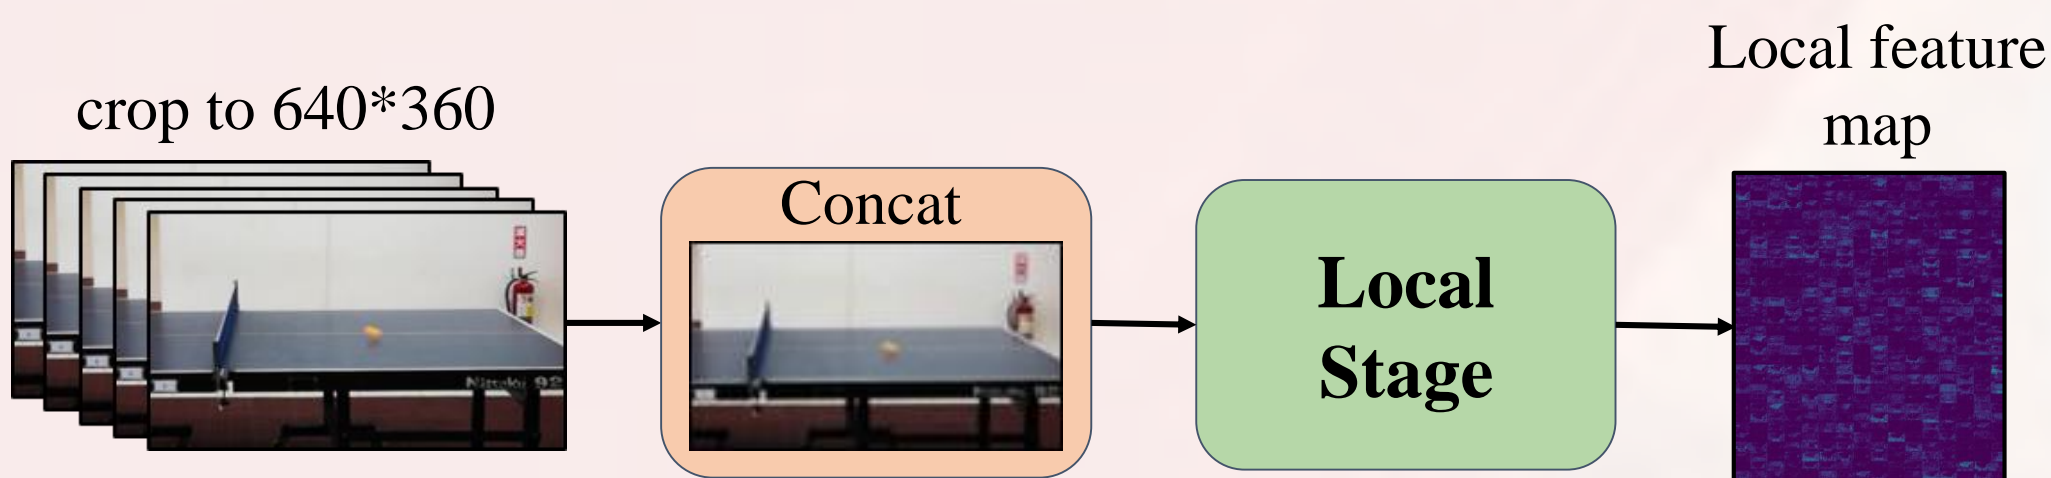 crop to 640*360
Concat
Local
Stage
Local feature
map